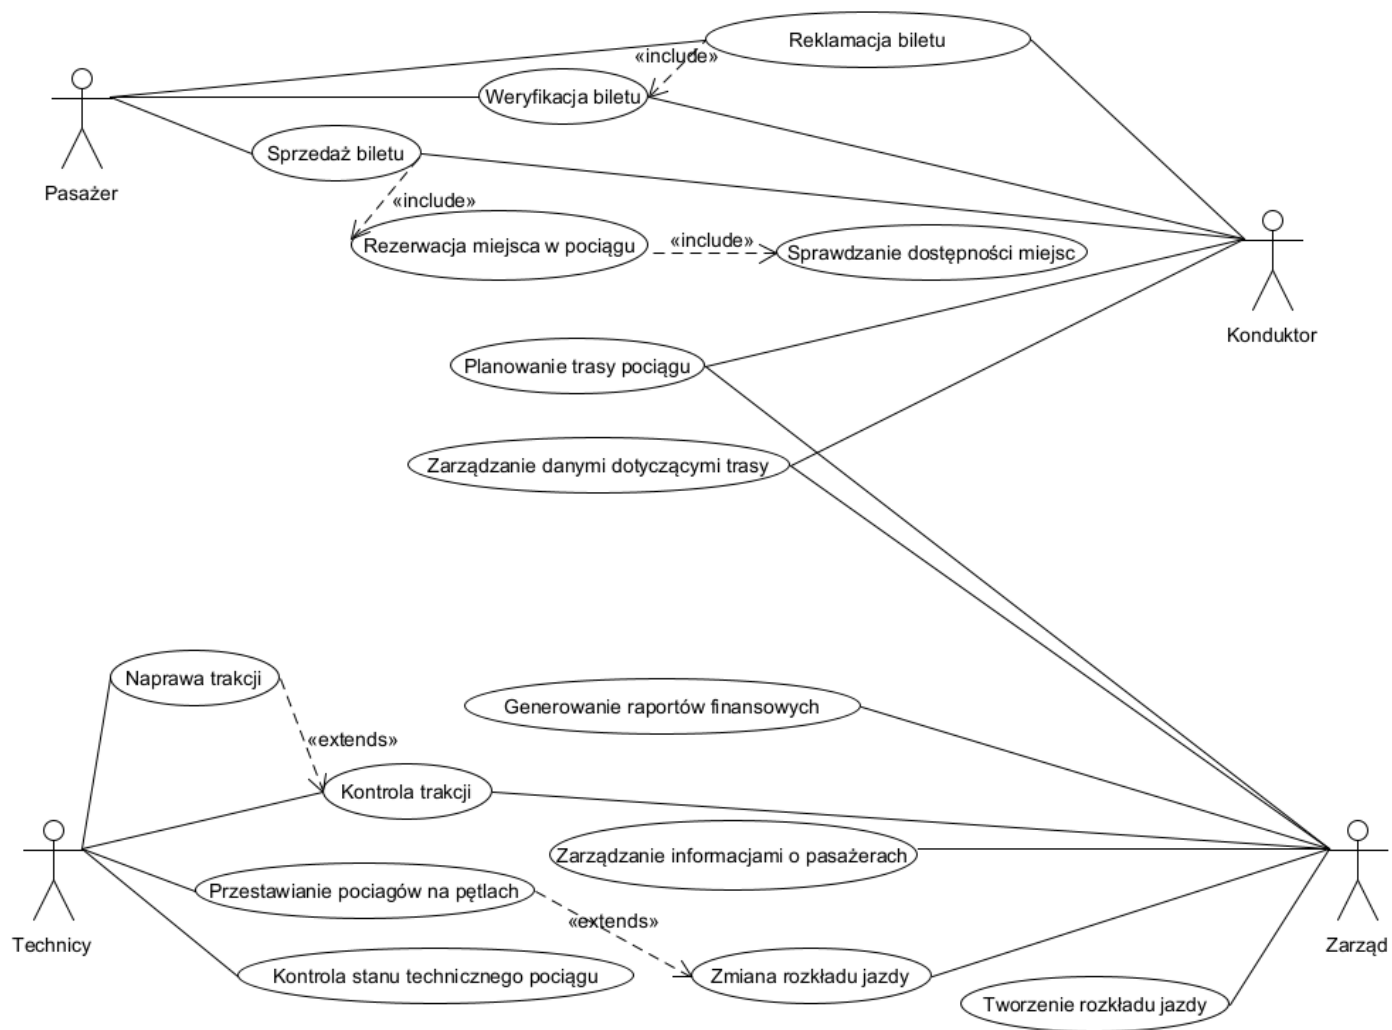 Reklamacja biletu
«include»
Weryfikacja biletu
Sprzedaż biletu
Pasażer
«include»
Rezerwacja miejsca w pociągu
«include»
Sprawdzanie dostępności miejsc
Konduktor
Planowanie trasy pociągu
Zarządzanie danymi dotyczącymi trasy
Naprawa trakcji
Generowanie raportów finansowych
«extends»
Kontrola trakcji
Zarządzanie informacjami o pasażerach
Przestawianie pociagów na pętlach
«extends»
Technicy
Zarząd
Kontrola stanu technicznego pociągu
Zmiana rozkładu jazdy
Tworzenie rozkładu jazdy